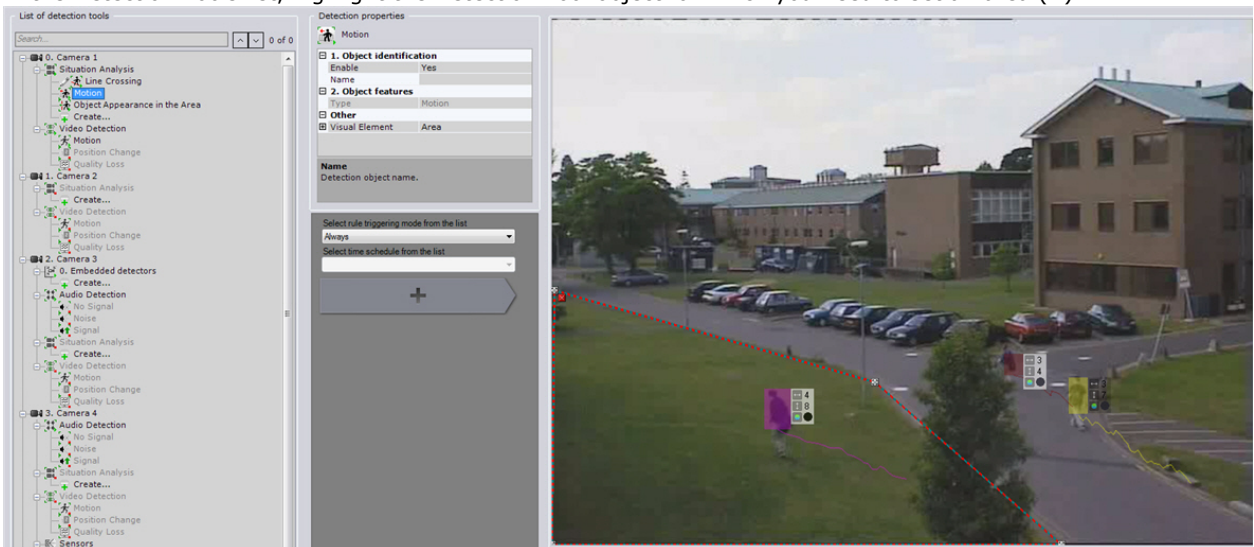 List of detection tools
Search...
0 of 0
0. Camera 1
Situation Analysis
Line Crossing
Motion
Object Appearance in the Area
Create...
Video Detection
Motion
Position Change
Quality Loss
1. Camera 2
Situation Analysis
Create...
Video Detection
Motion
Position Change
Quality Loss
2. Camera 3
0. Embedded detectors
Create...
Audio Detection
No Signal
Noise
Signal
Situation Analysis
Create...
Video Detection
Motion
Position Change
Quality Loss
3. Camera 4
Audio Detection
No Signal
Noise
Signal
Situation Analysis
Create...
Video Detection
Motion
Position Change
Quality Loss
Sensors
Detection properties
Motion
1. Object identification
Enable Yes
Name
2. Object features
Type Motion
Other
Visual Element Area
Name
Detection object name.
Select rule triggering mode from the list
Always
Select time schedule from the list
4
8
3
4